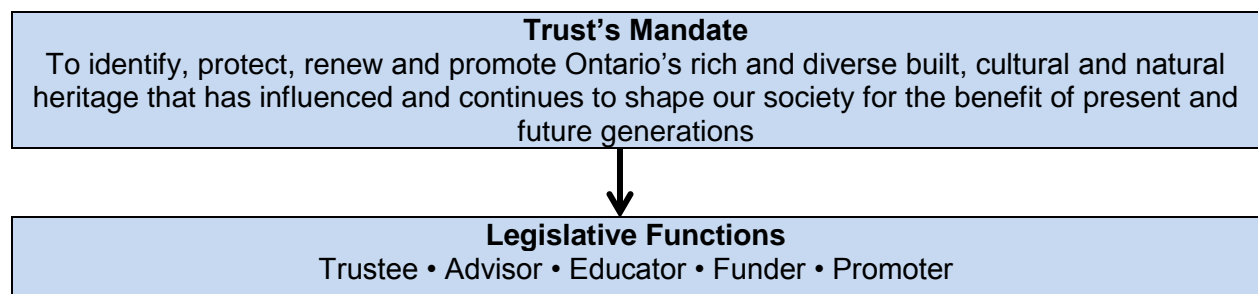 Trust’s Mandate
To identify, protect, renew and promote Ontario’s rich and diverse built, cultural and natural
heritage that has influenced and continues to shape our society for the benefit of present and
future generations
Legislative Functions
Trustee • Advisor • Educator • Funder • Promoter